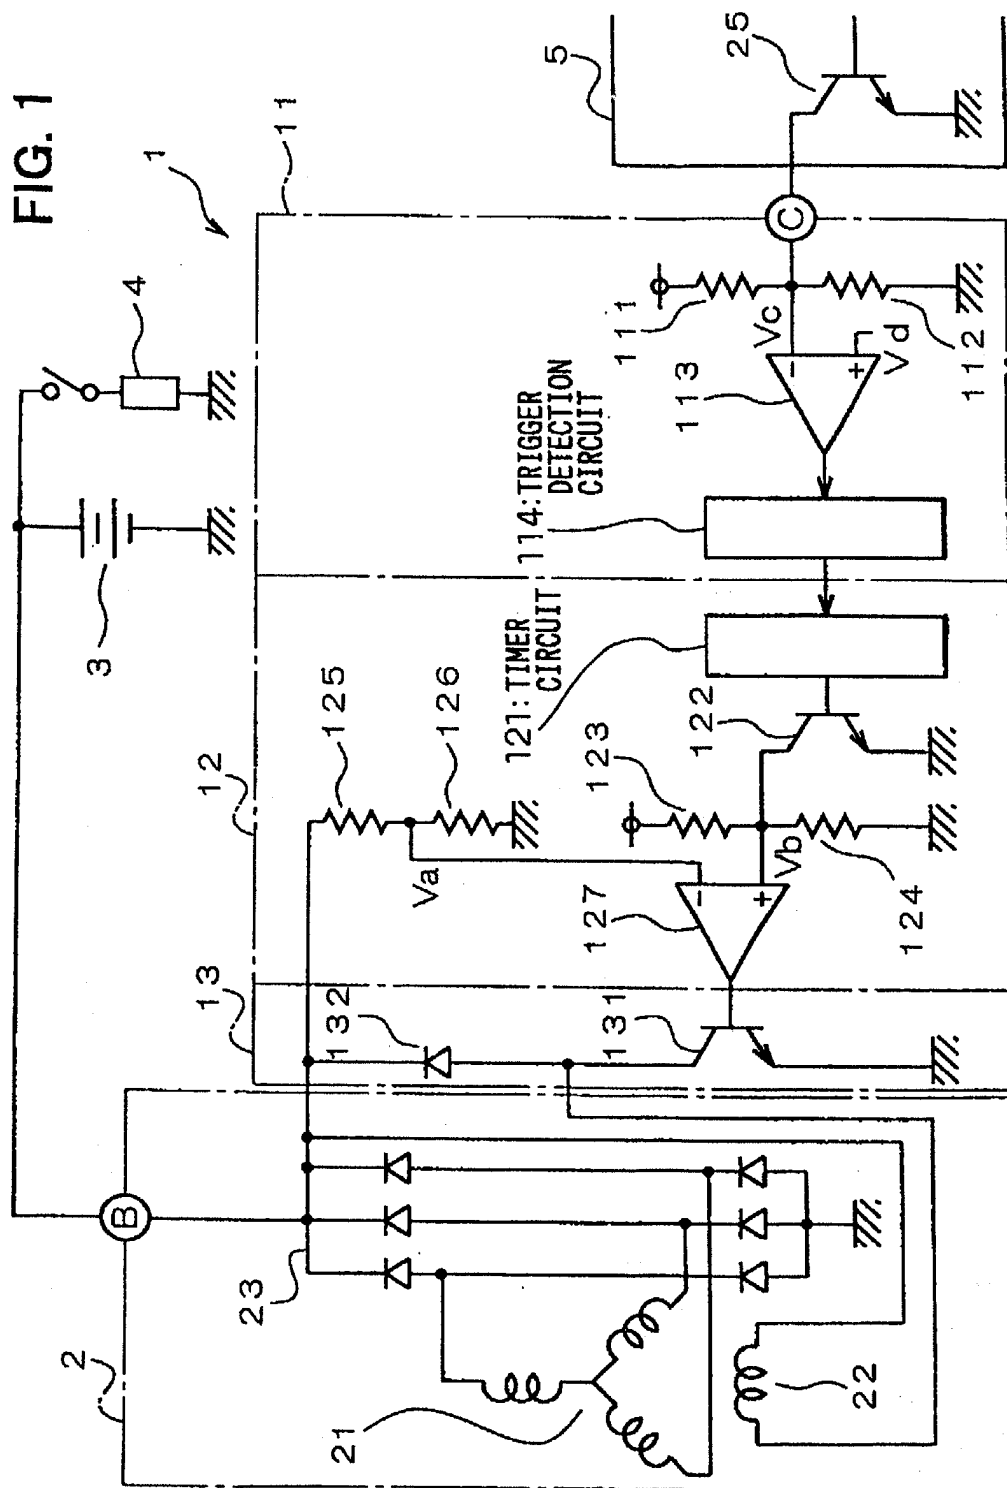 FIG. 1
1
11
5
25
4
3
C
111
Vc
112
Vd
113
114:TRIGGER
DETECTION
CIRCUIT
121:TIMER
CIRCUIT
12
125
126
Va
123
122
Vb
124
127
13
132
131
B
2
23
21
22
-
+
-
+